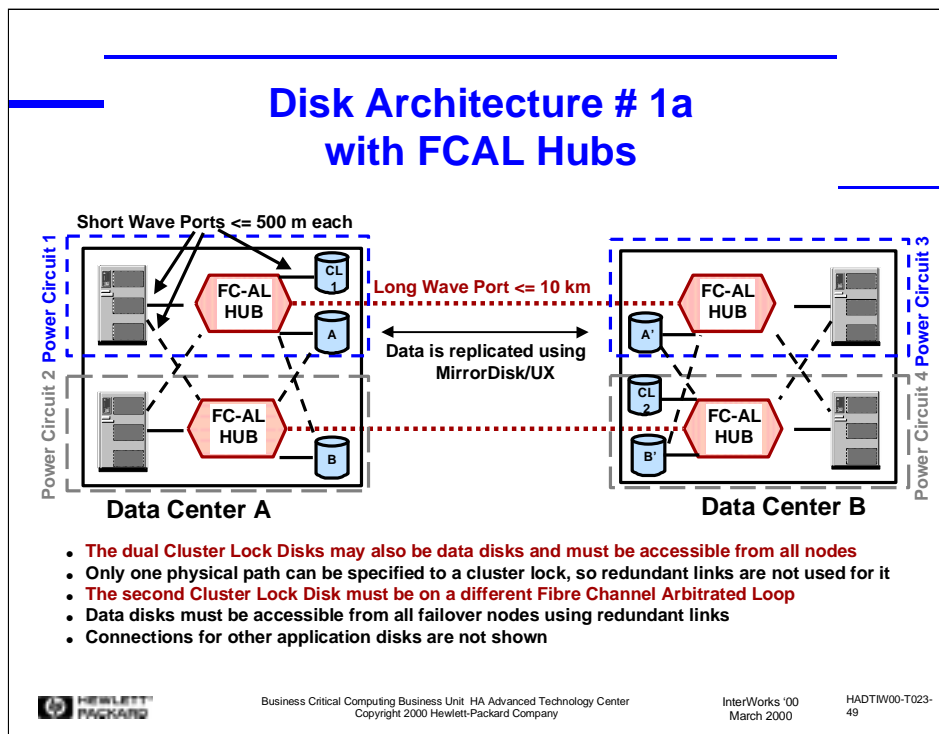 Disk Architecture # 1a
with FCAL Hubs
Short Wave Ports <= 500 m each
Power Circuit 1
Power Circuit 2
FC-AL
HUB
CL
1
A
FC-AL
HUB
B
Long Wave Port <= 10 km
Data is replicated using
MirrorDisk/UX
FC-AL
HUB
A'
CL
2
FC-AL
HUB
B'
Power Circuit 3
Power Circuit 4
Data Center A
Data Center B
• The dual Cluster Lock Disks may also be data disks and must be accessible from all nodes
• Only one physical path can be specified to a cluster lock, so redundant links are not used for it
• The second Cluster Lock Disk must be on a different Fibre Channel Arbitrated Loop
• Data disks must be accessible from all failover nodes using redundant links
• Connections for other application disks are not shown
hp HEWLETT
PACKARD
Business Critical Computing Business Unit HA Advanced Technology Center
Copyright 2000 Hewlett-Packard Company
InterWorks '00
March 2000
HADTIW00-T023-
49